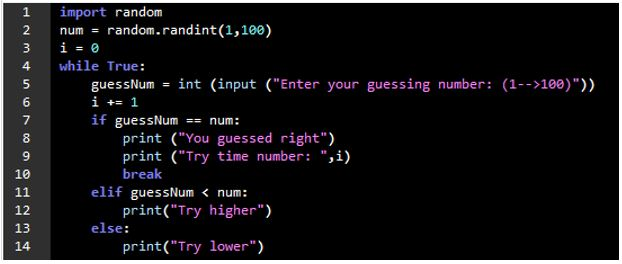 1 import random
2 num = random.randint(1,100)
3 i = 0
4 while True:
5     guessNum = int (input ("Enter your guessing number: (1-->100)"))
6     i += 1
7     if guessNum == num:
8         print ("You guessed right")
9         print ("Try time number: ",i)
10         break
11     elif guessNum < num:
12         print("Try higher")
13     else:
14         print("Try lower")